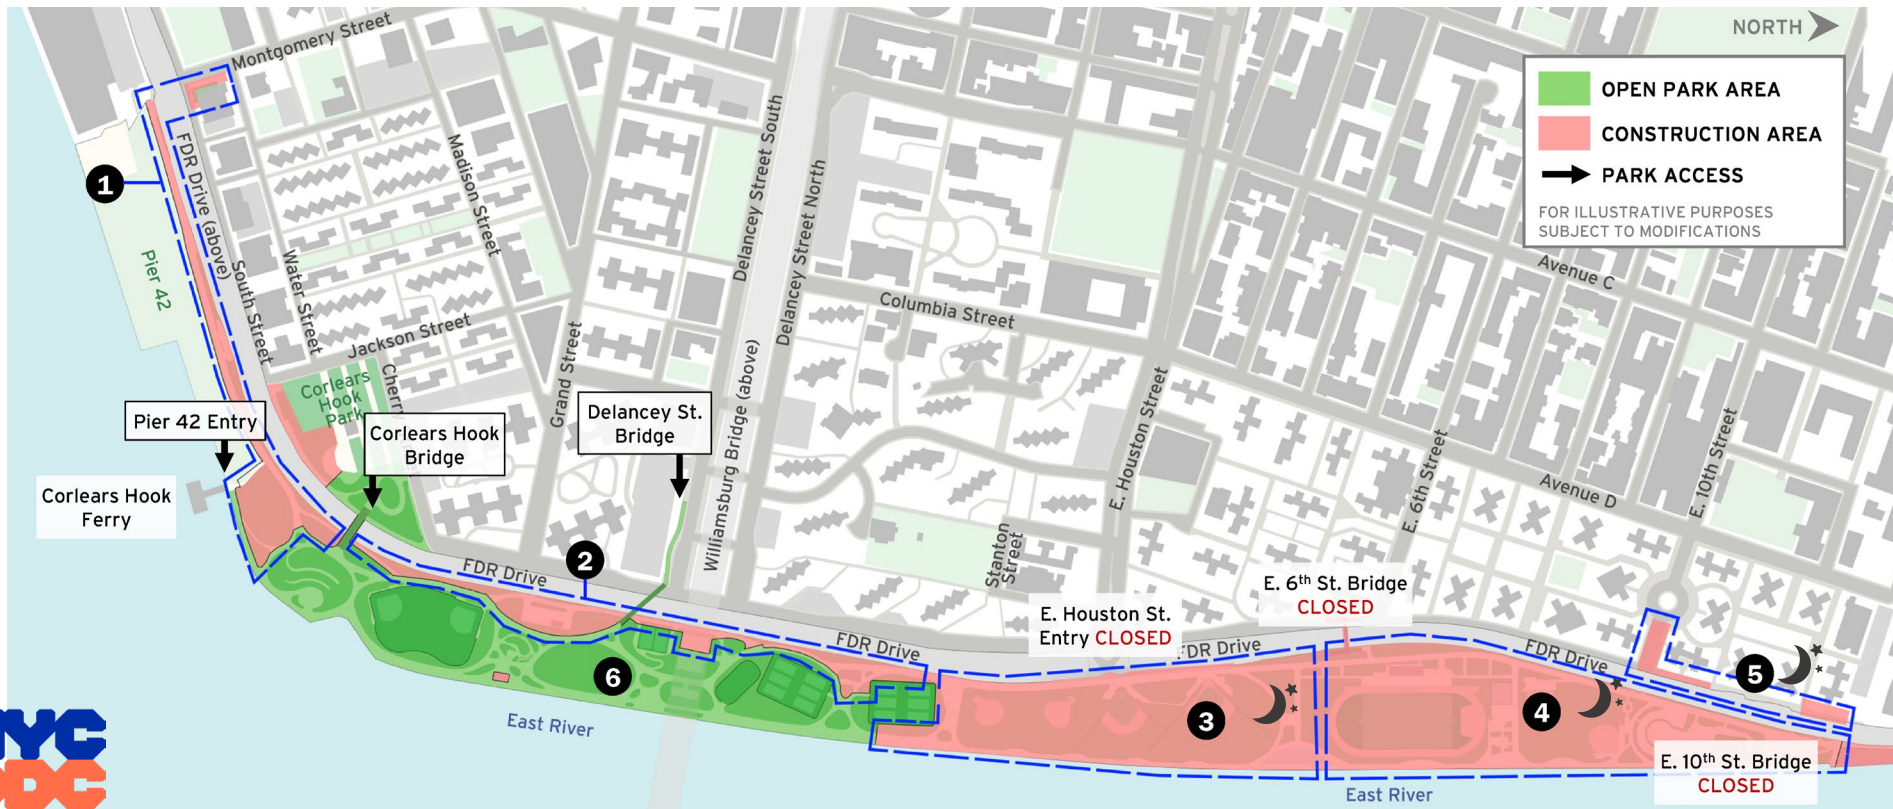 NORTH
OPEN PARK AREA
CONSTRUCTION AREA
PARK ACCESS
FOR ILLUSTRATIVE PURPOSES
SUBJECT TO MODIFICATIONS
Montgomery Street
1
FDR Drive (above)
Pier 42
South Street
Water Street
Madison Street
Jackson Street
Cherry
Corlears
Hook
Park
Grand Street
Delancey Street South
Delancey Street North
Williamsburg Bridge (above)
Columbia Street
Avenue C
Avenue D
E. Houston Street
E. 6th Street
E. 10th Street
Stanton
Street
Pier 42 Entry
Corlears Hook
Bridge
Delancey St.
Bridge
Corlears Hook
Ferry
2
FDR Drive
FDR Drive
E. Houston St.
Entry CLOSED
FDR Drive
E. 6th St. Bridge
CLOSED
FDR Drive
6
3
4
5
East River
East River
E. 10th St. Bridge
CLOSED
NYC
DDC